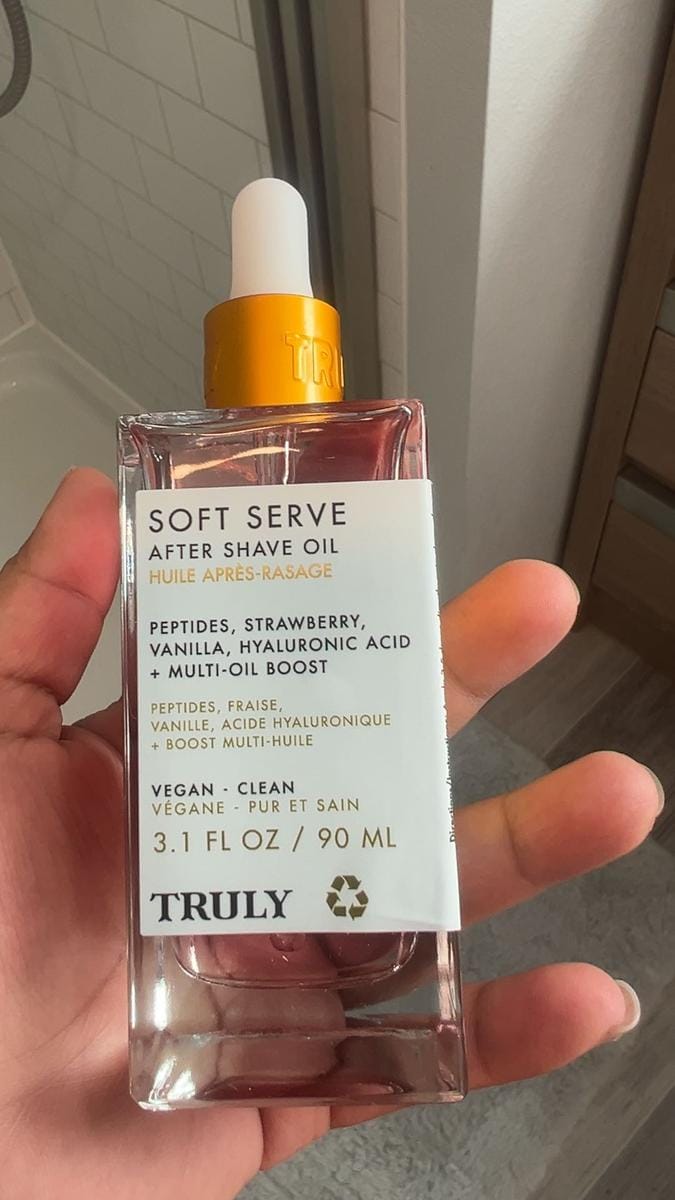 TRU
SOFT SERVE
AFTER SHAVE OIL
HUILE APRÈS-RASAGE
PEPTIDES, STRAWBERRY,
VANILLA, HYALURONIC ACID
+ MULTI-OIL BOOST
PEPTIDES, FRAISE,
VANILLE, ACIDE HYALURONIQUE
+ BOOST MULTI-HUILE
VEGAN - CLEAN
VÉGANE - PUR ET SAIN
3.1 FL OZ / 90 ML
TRULY